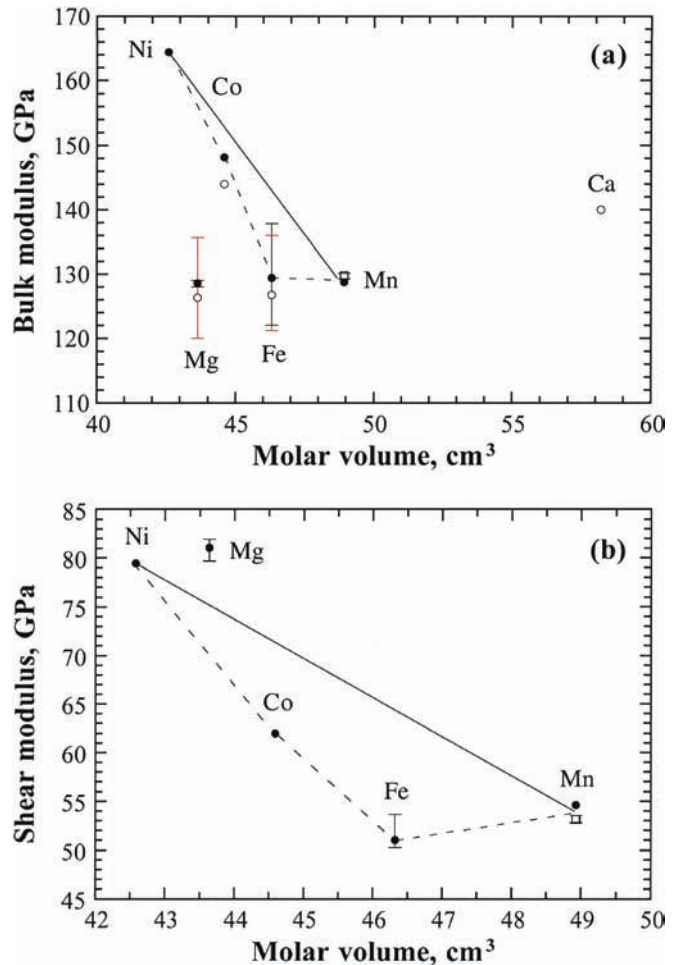 170
Ni
(a)
160
Co
150
Bulk modulus, GPa
Ca
140
130
Mn
120
Mg
Fe
110
40 45 50 55 60
Molar volume, cm³
85
Ni
(b)
80
Mg
75
70
Shear modulus, GPa
65
Co
60
Mn
55
Fe
50
45
42 43 44 45 46 47 48 49 50
Molar volume, cm³